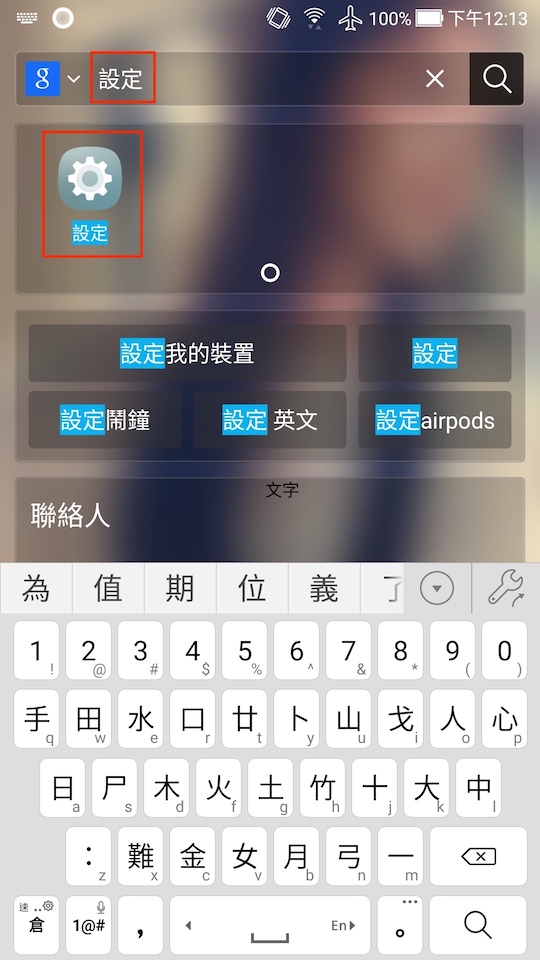 100% 下午12:13
g 設定
設定
設定我的裝置 設定
設定鬧鐘 設定 英文 設定airpods
文字
聯絡人
為 值 期 位 義 了
1 ! 2 @ 3 # 4 $ 5 % 6 ^ 7 & 8 * 9 ( 0 )
手 q 田 w 水 e 口 r 廿 t 卜 y 山 u 戈 i 人 o 心 p
日 a 尸 s 木 d 火 f 土 g 竹 h 十 j 大 k 中 l
： z 難 x 金 c 女 v 月 b 弓 n 一 m
速 倉 1@# ， En 。